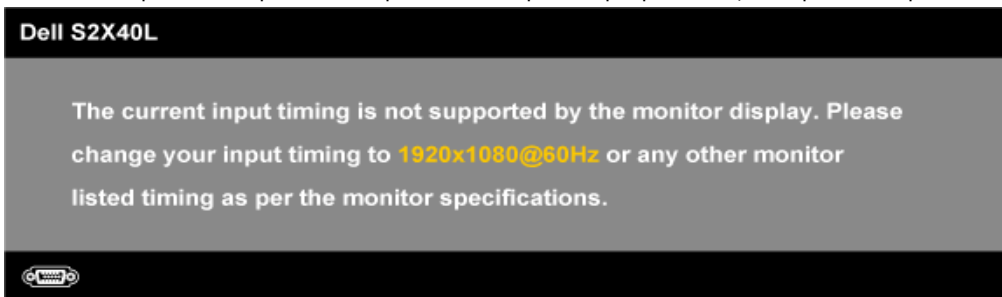 Dell S2X40L
The current input timing is not supported by the monitor display. Please
change your input timing to 1920x1080@60Hz or any other monitor
listed timing as per the monitor specifications.